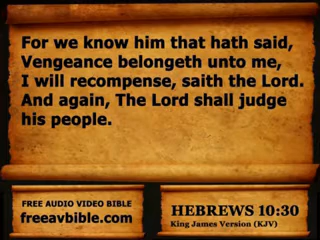 For we know him that hath said,
Vengeance belongeth unto me,
I will recompense, saith the Lord.
And again, The Lord shall judge
his people.
FREE AUDIO VIDEO BIBLE
freeavbible.com
HEBREWS 10:30
King James Version (KJV)